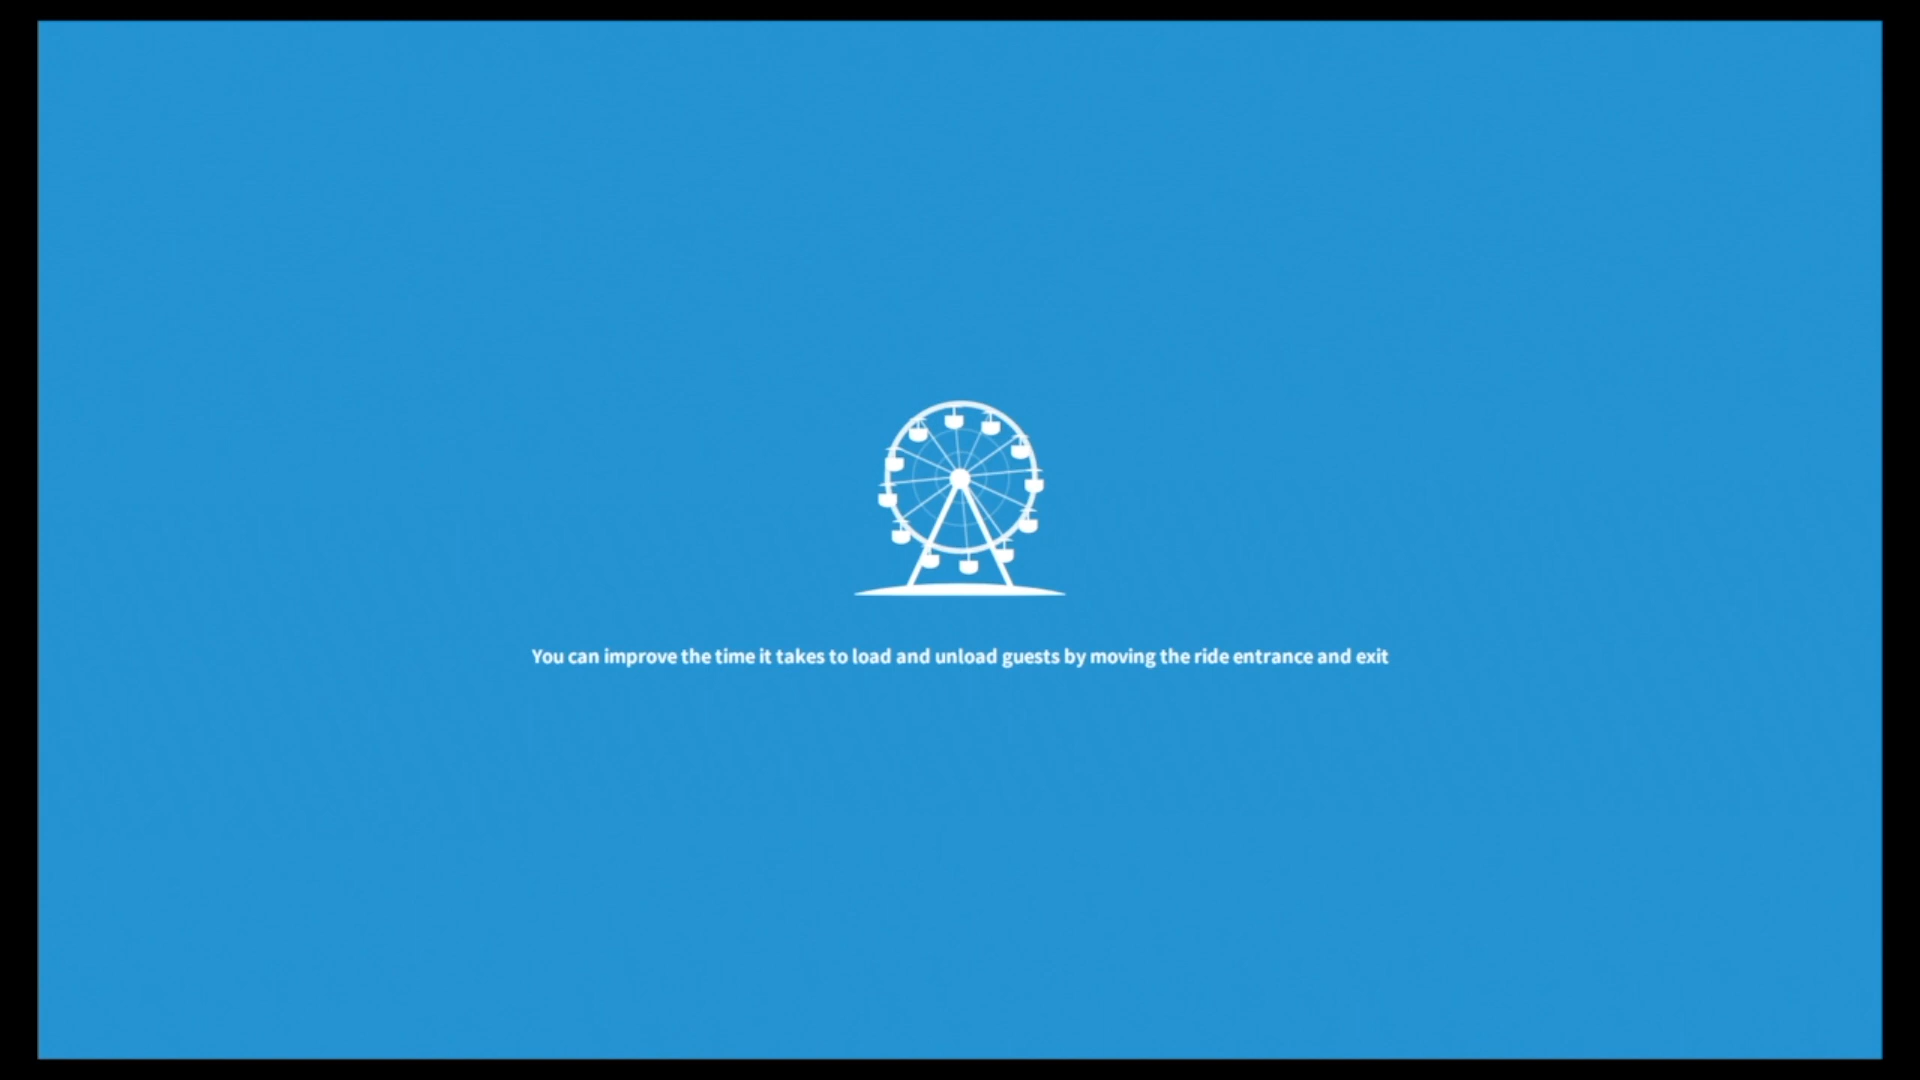 You can improve the time it takes to load and unload guests by moving the ride entrance and exit